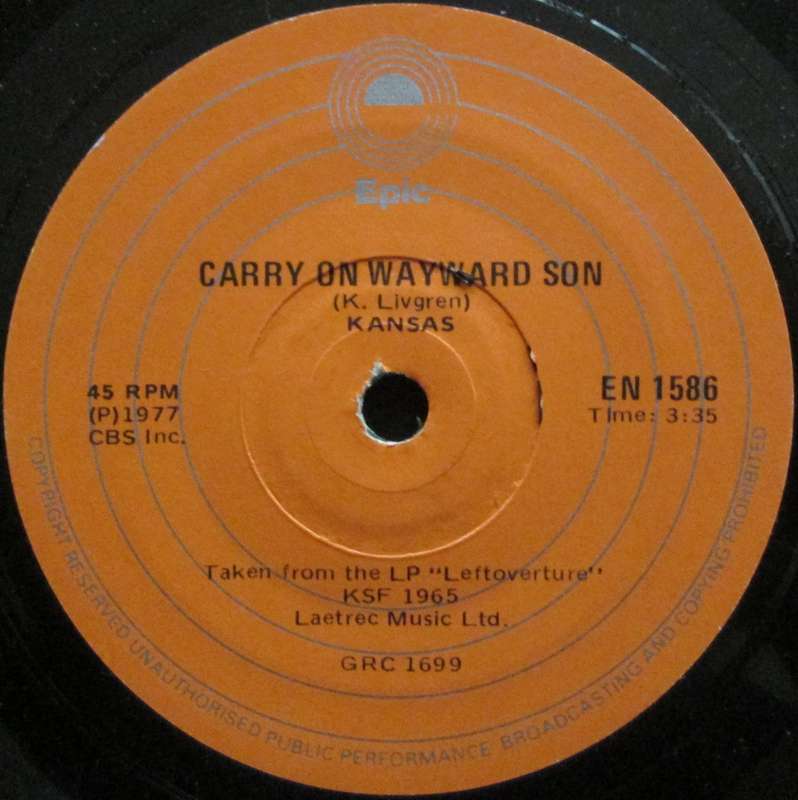 Epic
CARRY ON WAYWARD SON
(K. Livgren)
KANSAS
45 RPM
(P)1977
CBS Inc.
EN 1586
Time: 3:35
Taken from the LP "Leftoverture"
KSF 1965
Laetrec Music Ltd.
GRC 1699
COPYRIGHT RESERVED UNAUTHORISED PUBLIC PERFORMANCE BROADCASTING AND COPYING PROHIBITED